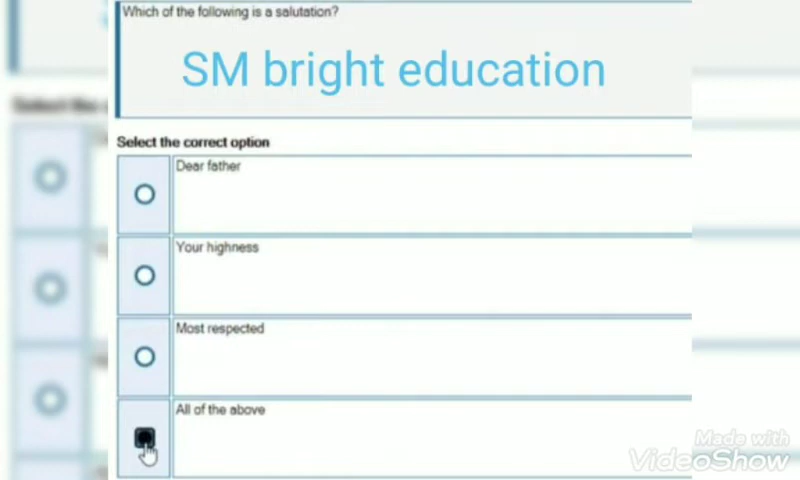 Which of the following is a salutation?
SM bright education
Select the correct option
Dear father
Your highness
Most respected
All of the above
Made with
VideoShow